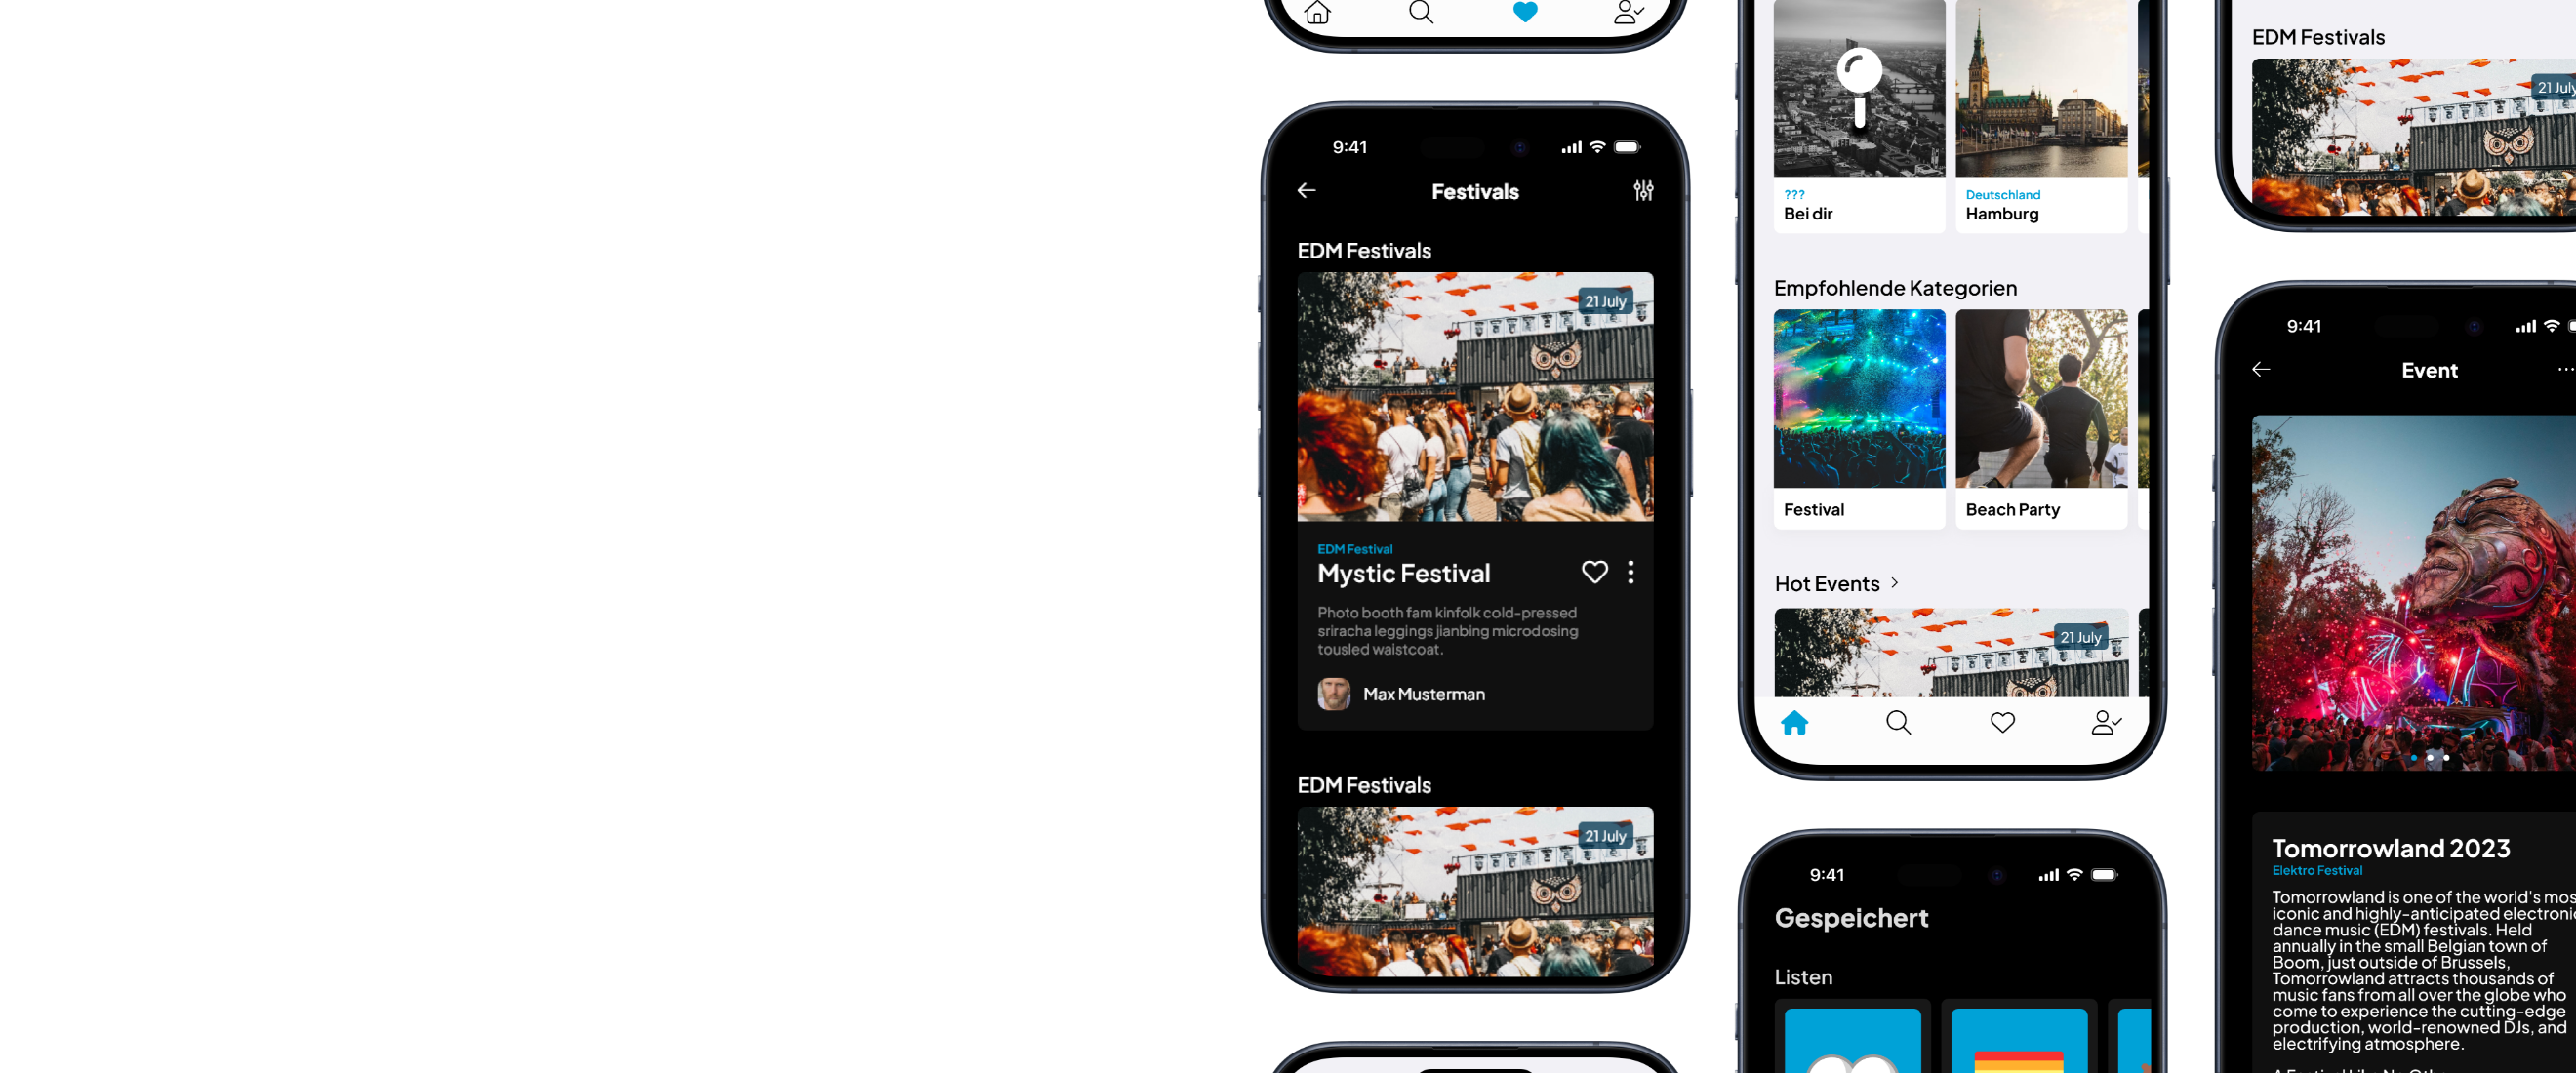 9:41
Festivals
EDM Festivals
21 July
EDM Festival
Mystic Festival
Photo booth fam kinfolk cold-pressed
sriracha leggings jianbing microdosing
tousled waistcoat.
Max Musterman
EDM Festivals
21 July
???
Bei dir
Deutschland
Hamburg
Empfohlende Kategorien
Festival
Beach Party
Hot Events
21 July
9:41
Gespeichert
Listen
EDM Festivals
21 July
9:41
Event
Tomorrowland 2023
Elektro Festival
Tomorrowland is one of the world's mos
iconic and highly-anticipated electroni
dance music (EDM) festivals. Held
annually in the small Belgian town of
Boom, just outside of Brussels,
Tomorrowland attracts thousands of
music fans from all over the globe who
come to experience the cutting-edge
production, world-renowned DJs, and
electrifying atmosphere.